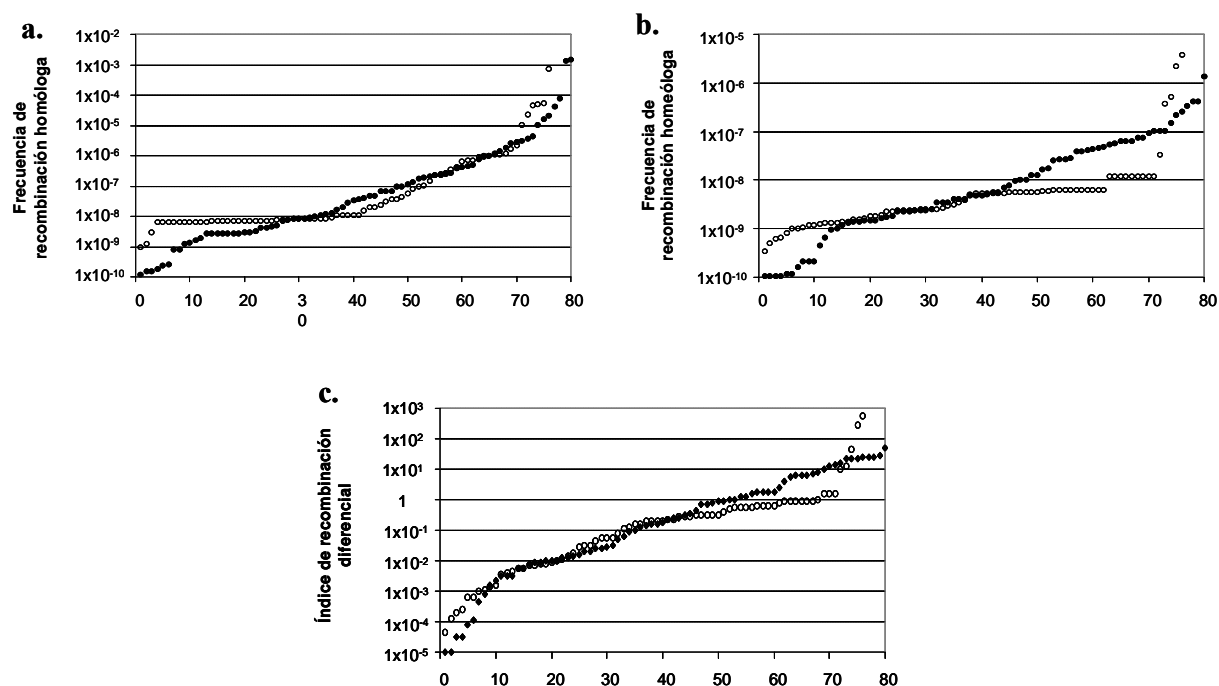 a.
Frecuencia de
recombinación homóloga
1x10⁻²
1x10⁻³
1x10⁻⁴
1x10⁻⁵
1x10⁻⁶
1x10⁻⁷
1x10⁻⁸
1x10⁻⁹
1x10⁻¹⁰
0 10 20 3 40 50 60 70 80
0
b.
Frecuencia de
recombinación homeóloga
1x10⁻⁵
1x10⁻⁶
1x10⁻⁷
1x10⁻⁸
1x10⁻⁹
1x10⁻¹⁰
0 10 20 30 40 50 60 70 80
c.
Índice de recombinación
diferencial
1x10³
1x10²
1x10¹
1
1x10⁻¹
1x10⁻²
1x10⁻³
1x10⁻⁴
1x10⁻⁵
0 10 20 30 40 50 60 70 80